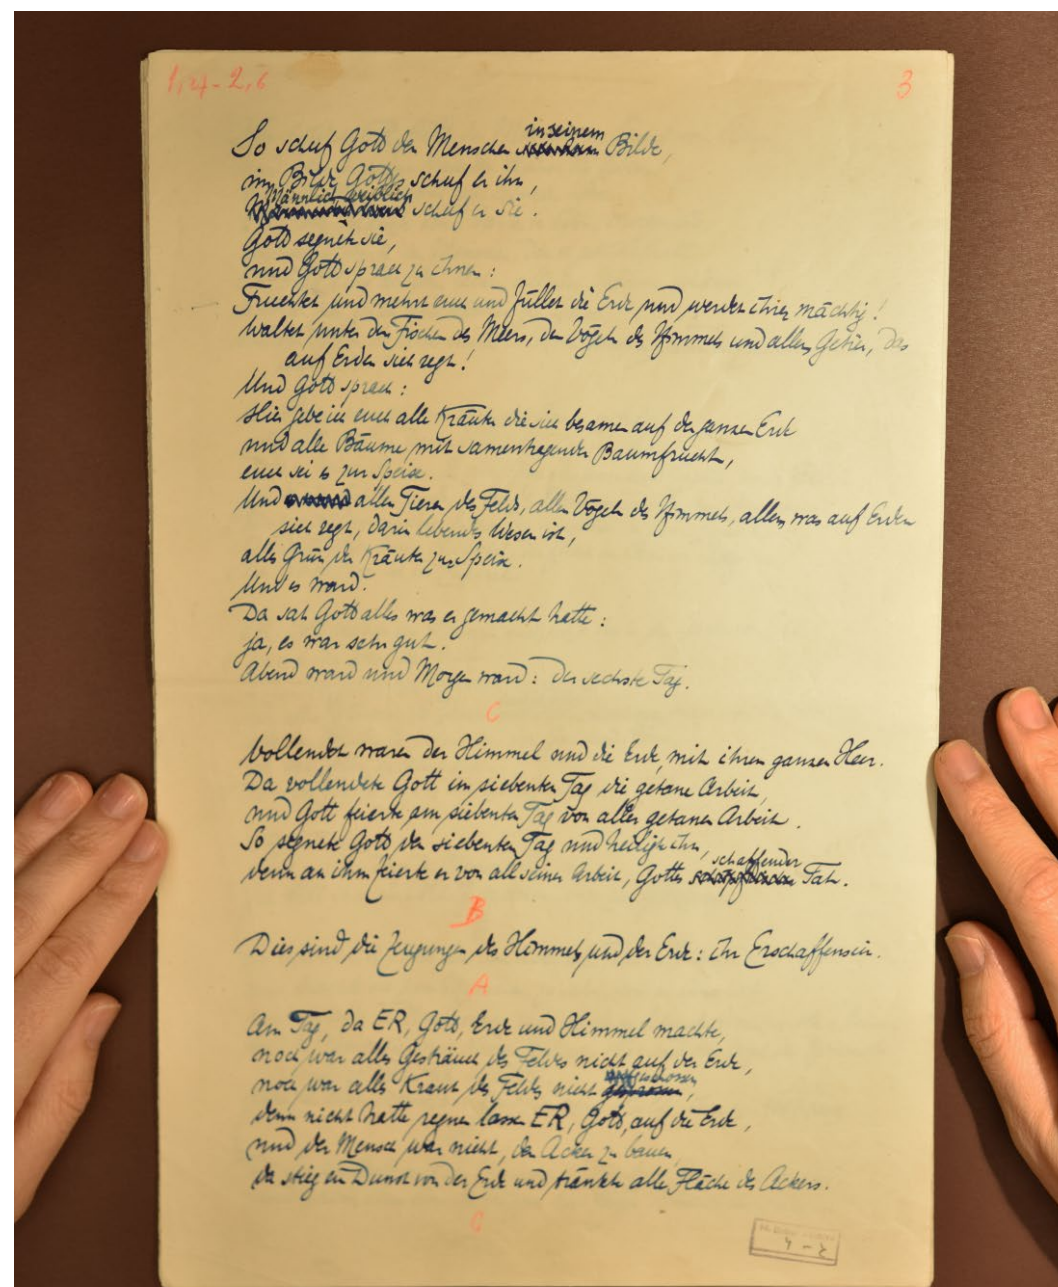 1,27-2,6
3
So schuf Gott den Menschen in seinem Bilde,
im Bilde Gottes schuf er ihn,
Männlich, weiblich schuf er sie.
Gott segnete sie,
und Gott sprach zu ihnen:
Fruchtet und mehrt euch und füllet die Erde und werdet ihrer mächtig!
Waltet unter den Fischen des Meers, den Vögeln des Himmels und allem Getier, das
auf Erden sich regt!
Und Gott sprach:
Hier gebe ich euch alle Kräuter die sich besamen auf der ganzen Erde
und alle Bäume mit samentragender Baumfrucht,
euch sei es zur Speise.
Und allen Tieren des Felds, allen Vögeln des Himmels, allem was auf Erden
sich regt, darin lebendes Wesen ist,
alles Grün der Kräuter zur Speise.
Und es ward.
Da sah Gott alles was er gemacht hatte:
ja, es war sehr gut.
Abend ward und Morgen ward: der sechste Tag.
C
Vollendet waren der Himmel und die Erde, mit ihrem ganzen Heer.
Da vollendete Gott im siebenten Tag die getane Arbeit,
und Gott feierte am siebenten Tag von aller getanen Arbeit.
So segnete Gott den siebenten Tag und heiligte ihn,
denn an ihm feierte er von all seiner Arbeit, Gottes schaffender Tat.
B
Dies sind die Zeugungen des Himmels und der Erde: ihr Erschaffensein.
A
Am Tag, da ER, Gott, Erde und Himmel machte,
noch war alles Gesträuch des Feldes nicht auf der Erde,
noch war alles Kraut des Felds nicht aufgeschossen,
denn nicht hatte regnen lassen ER, Gott, auf die Erde,
und der Mensch war nicht, den Acker zu bauen
da stieg ein Dunst von der Erde und tränkte alle Fläche des Ackers.
C